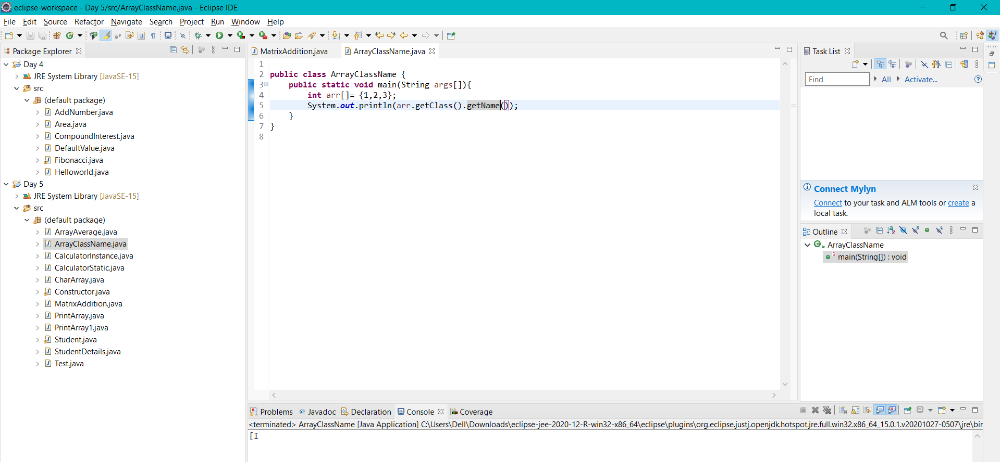 eclipse-workspace - Day 5/src/ArrayClassName.java - Eclipse IDE
File Edit Source Refactor Navigate Search Project Run Window Help
Package Explorer
Day 4
JRE System Library [JavaSE-15]
src
(default package)
AddNumber.java
Area.java
CompoundInterest.java
DefaultValue.java
Fibonacci.java
Helloworld.java
Day 5
JRE System Library [JavaSE-15]
src
(default package)
ArrayAverage.java
ArrayClassName.java
CalculatorInstance.java
CalculatorStatic.java
CharArray.java
Constructor.java
MatrixAddition.java
PrintArray.java
PrintArray1.java
Student.java
StudentDetails.java
Test.java
MatrixAddition.java ArrayClassName.java
1
2 public class ArrayClassName {
3 public static void main(String args[]){
4 int arr[]= {1,2,3};
5 System.out.println(arr.getClass().getName());
6 }
7 }
8
Task List
Find All Activate...
Connect Mylyn
Connect to your task and ALM tools or create a
local task.
Outline
ArrayClassName
main(String[]) : void
Problems @ Javadoc Declaration Console Coverage
<terminated> ArrayClassName [Java Application] C:\Users\Dell\Downloads\eclipse-jee-2020-12-R-win32-x86_64\eclipse\plugins\org.eclipse.justj.openjdk.hotspot.jre.full.win32.x86_64_15.0.1.v20201027-0507\jre\bin
[I